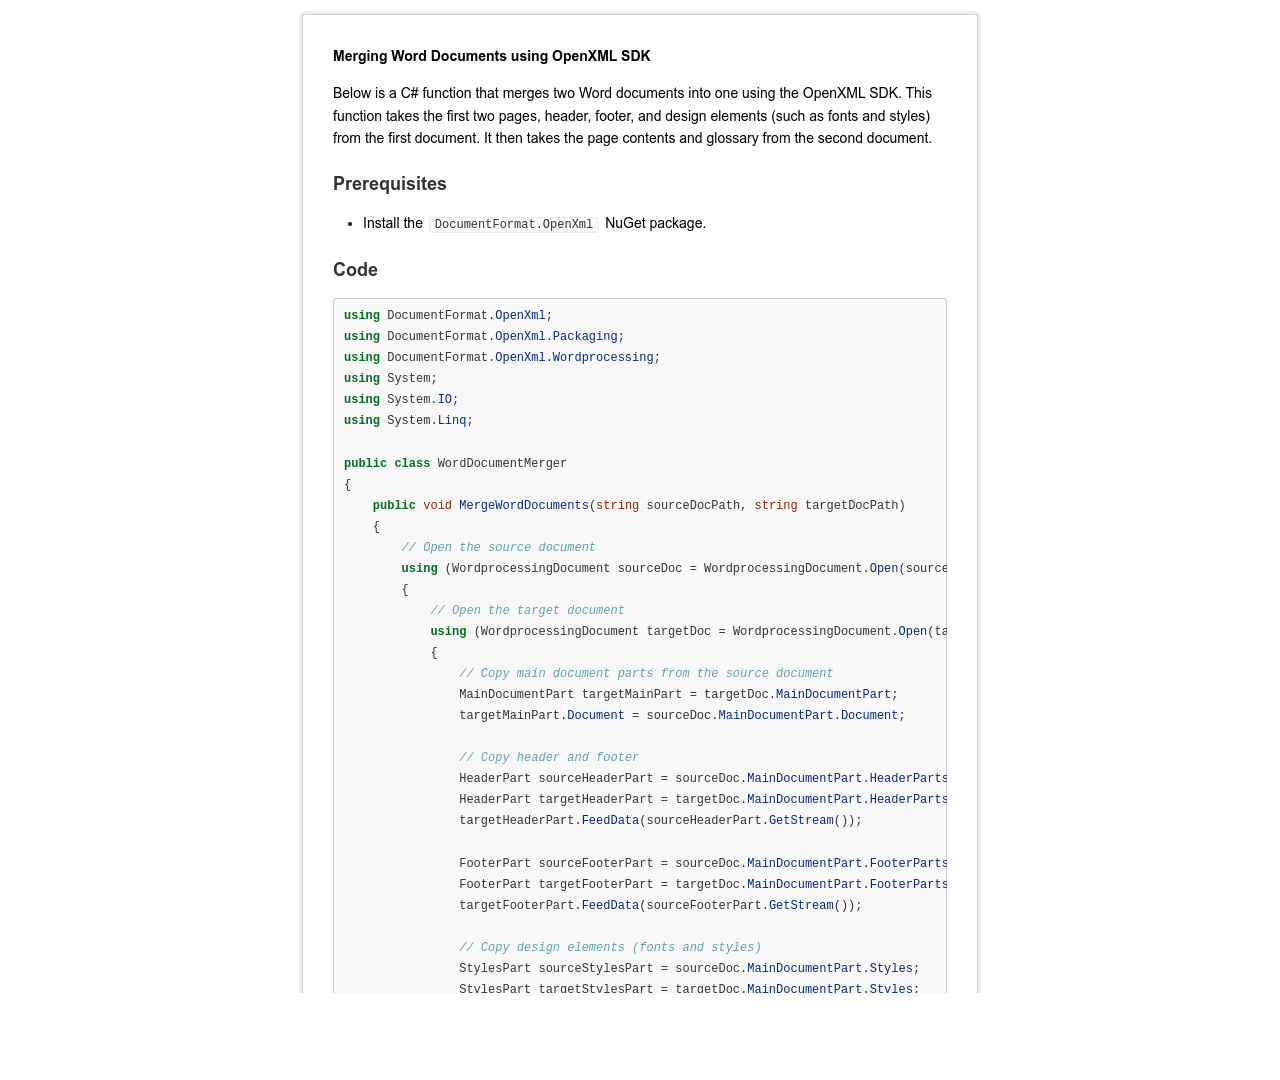 Merging Word Documents using OpenXML SDK
Below is a C# function that merges two Word documents into one using the OpenXML SDK. This
function takes the first two pages, header, footer, and design elements (such as fonts and styles)
from the first document. It then takes the page contents and glossary from the second document.
Prerequisites
• Install the DocumentFormat.OpenXml NuGet package.
Code
using DocumentFormat.OpenXml;
using DocumentFormat.OpenXml.Packaging;
using DocumentFormat.OpenXml.Wordprocessing;
using System;
using System.IO;
using System.Linq;
public class WordDocumentMerger
{
    public void MergeWordDocuments(string sourceDocPath, string targetDocPath)
    {
        // Open the source document
        using (WordprocessingDocument sourceDoc = WordprocessingDocument.Open(source
        {
            // Open the target document
            using (WordprocessingDocument targetDoc = WordprocessingDocument.Open(ta
            {
                // Copy main document parts from the source document
                MainDocumentPart targetMainPart = targetDoc.MainDocumentPart;
                targetMainPart.Document = sourceDoc.MainDocumentPart.Document;
                // Copy header and footer
                HeaderPart sourceHeaderPart = sourceDoc.MainDocumentPart.HeaderParts
                HeaderPart targetHeaderPart = targetDoc.MainDocumentPart.HeaderParts
                targetHeaderPart.FeedData(sourceHeaderPart.GetStream());
                FooterPart sourceFooterPart = sourceDoc.MainDocumentPart.FooterParts
                FooterPart targetFooterPart = targetDoc.MainDocumentPart.FooterParts
                targetFooterPart.FeedData(sourceFooterPart.GetStream());
                // Copy design elements (fonts and styles)
                StylesPart sourceStylesPart = sourceDoc.MainDocumentPart.Styles;
                StylesPart targetStylesPart = targetDoc.MainDocumentPart.Styles;